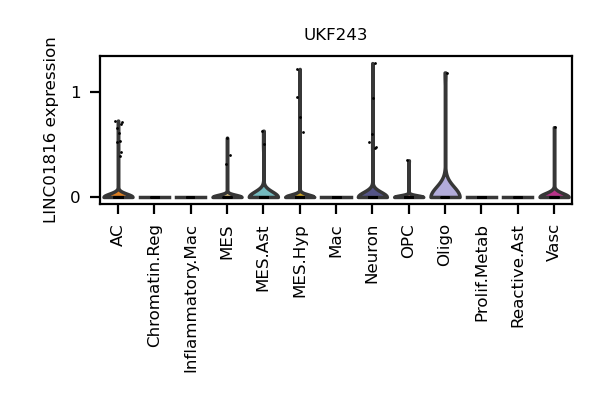 UKF243
LINC01816 expression
1
0
AC
Chromatin.Reg
Inflammatory.Mac
MES
MES.Ast
MES.Hyp
Mac
Neuron
OPC
Oligo
Prolif.Metab
Reactive.Ast
Vasc